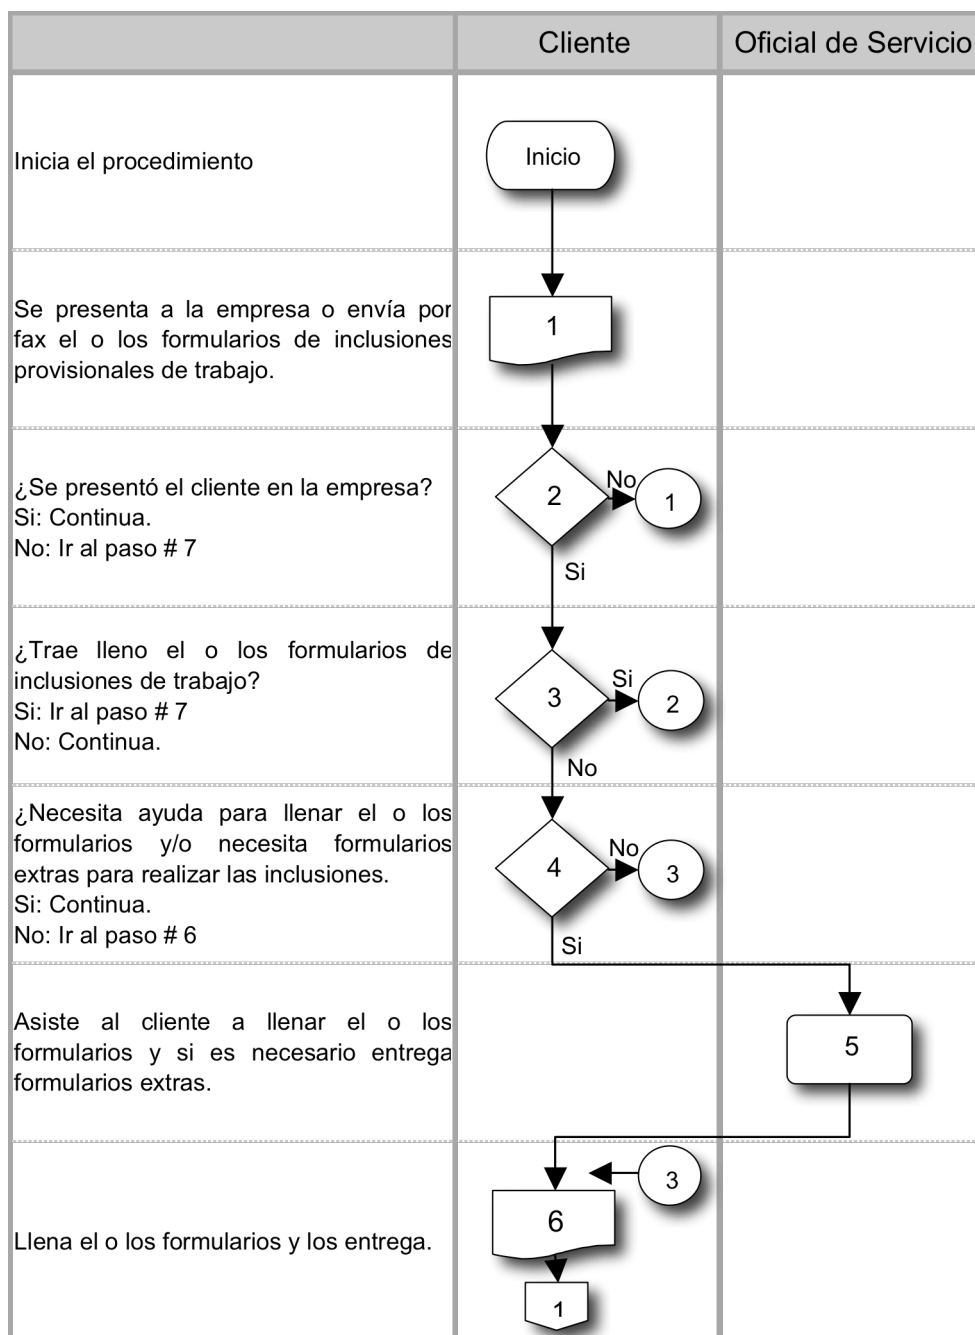 Cliente
Oficial de Servicio
Inicia el procedimiento
Inicio
Se presenta a la empresa o envía por
fax el o los formularios de inclusiones
provisionales de trabajo.
1
¿Se presentó el cliente en la empresa?
Si: Continua.
No: Ir al paso # 7
2
No
1
Si
¿Trae lleno el o los formularios de
inclusiones de trabajo?
Si: Ir al paso # 7
No: Continua.
3
Si
2
No
¿Necesita ayuda para llenar el o los
formularios y/o necesita formularios
extras para realizar las inclusiones.
Si: Continua.
No: Ir al paso # 6
4
No
3
Si
Asiste al cliente a llenar el o los
formularios y si es necesario entrega
formularios extras.
5
Llena el o los formularios y los entrega.
3
6
1